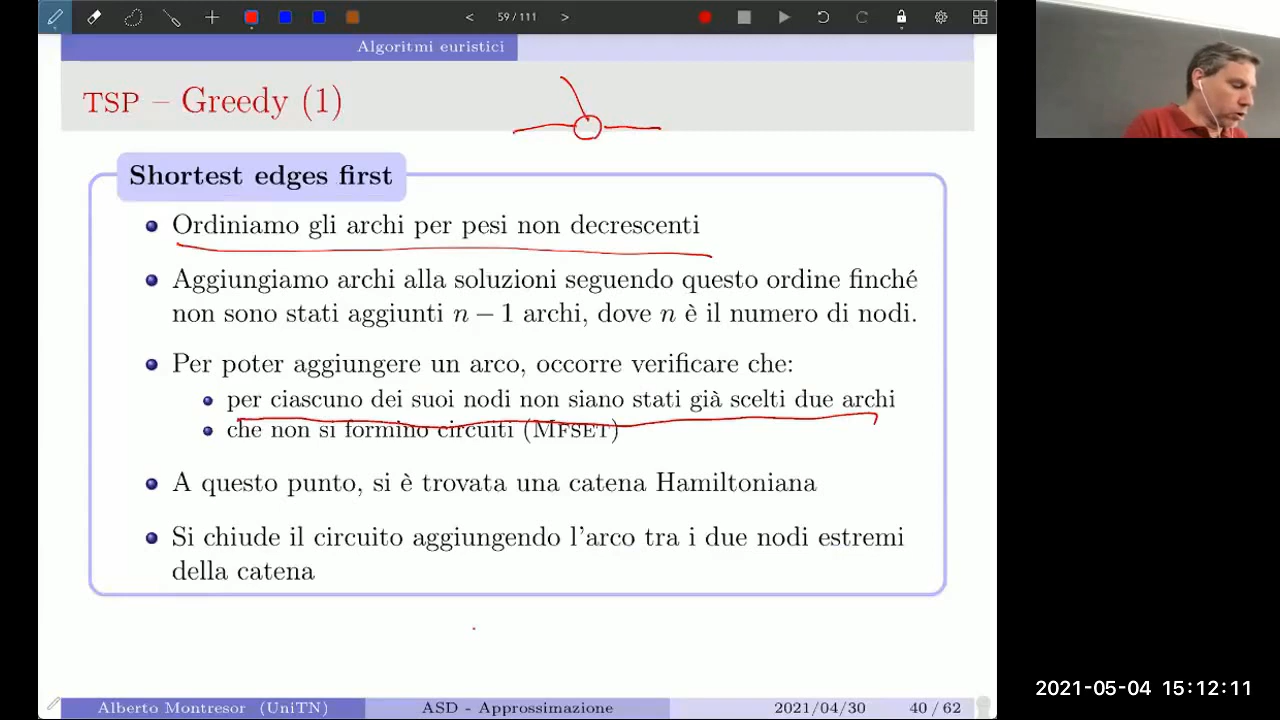 59 / 111
Algoritmi euristici
TSP – Greedy (1)
Shortest edges first
Ordiniamo gli archi per pesi non decrescenti
Aggiungiamo archi alla soluzioni seguendo questo ordine finché
non sono stati aggiunti n − 1 archi, dove n è il numero di nodi.
Per poter aggiungere un arco, occorre verificare che:
per ciascuno dei suoi nodi non siano stati già scelti due archi
che non si formino circuiti (MFSET)
A questo punto, si è trovata una catena Hamiltoniana
Si chiude il circuito aggiungendo l'arco tra i due nodi estremi
della catena
Alberto Montresor (UniTN)
ASD - Approssimazione
2021/04/30
40 / 62
2021-05-04 15:12:11